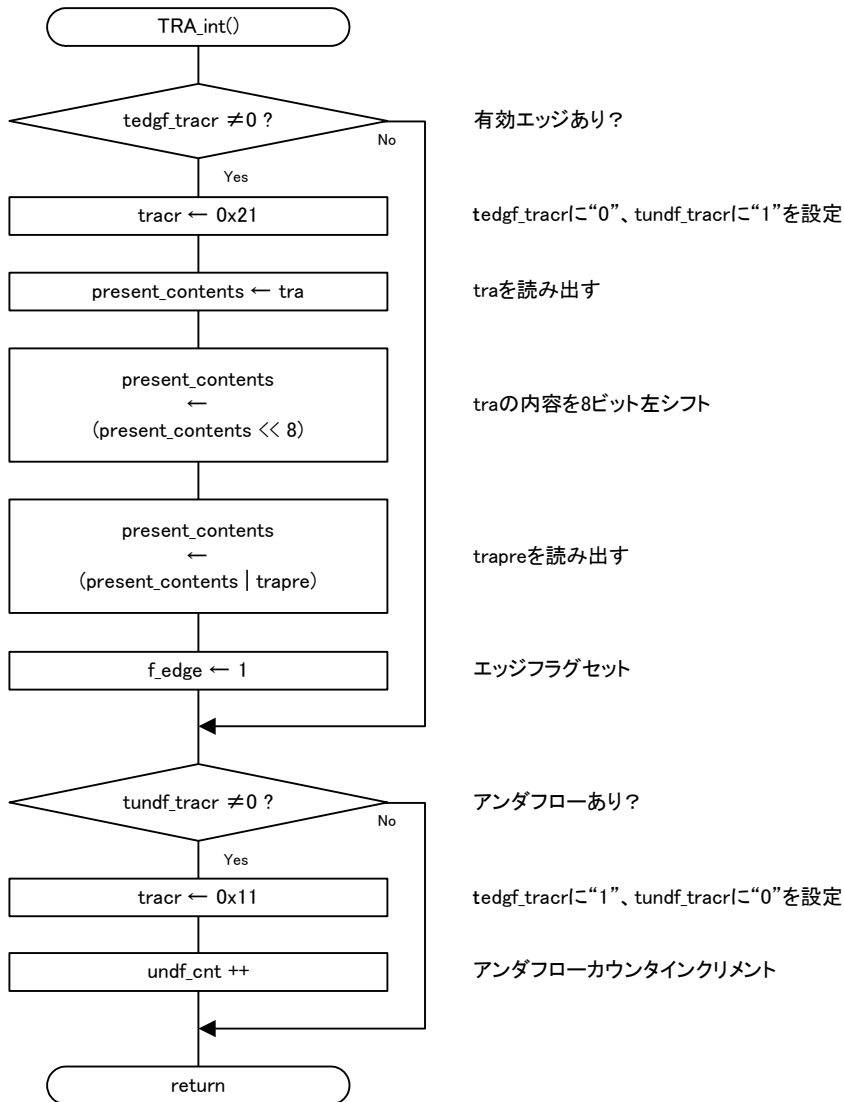 TRA_int()
tedgf_tracr ≠0 ?
有効エッジあり？
No
Yes
tracr ← 0x21
tedgf_tracrに“0”、tundf_tracrに“1”を設定
present_contents ← tra
traを読み出す
present_contents
←
(present_contents << 8)
traの内容を8ビット左シフト
present_contents
←
(present_contents | trapre)
trapreを読み出す
f_edge ← 1
エッジフラグセット
tundf_tracr ≠0 ?
アンダフローあり？
No
Yes
tracr ← 0x11
tedgf_tracrに“1”、tundf_tracrに“0”を設定
undf_cnt ++
アンダフローカウンタインクリメント
return